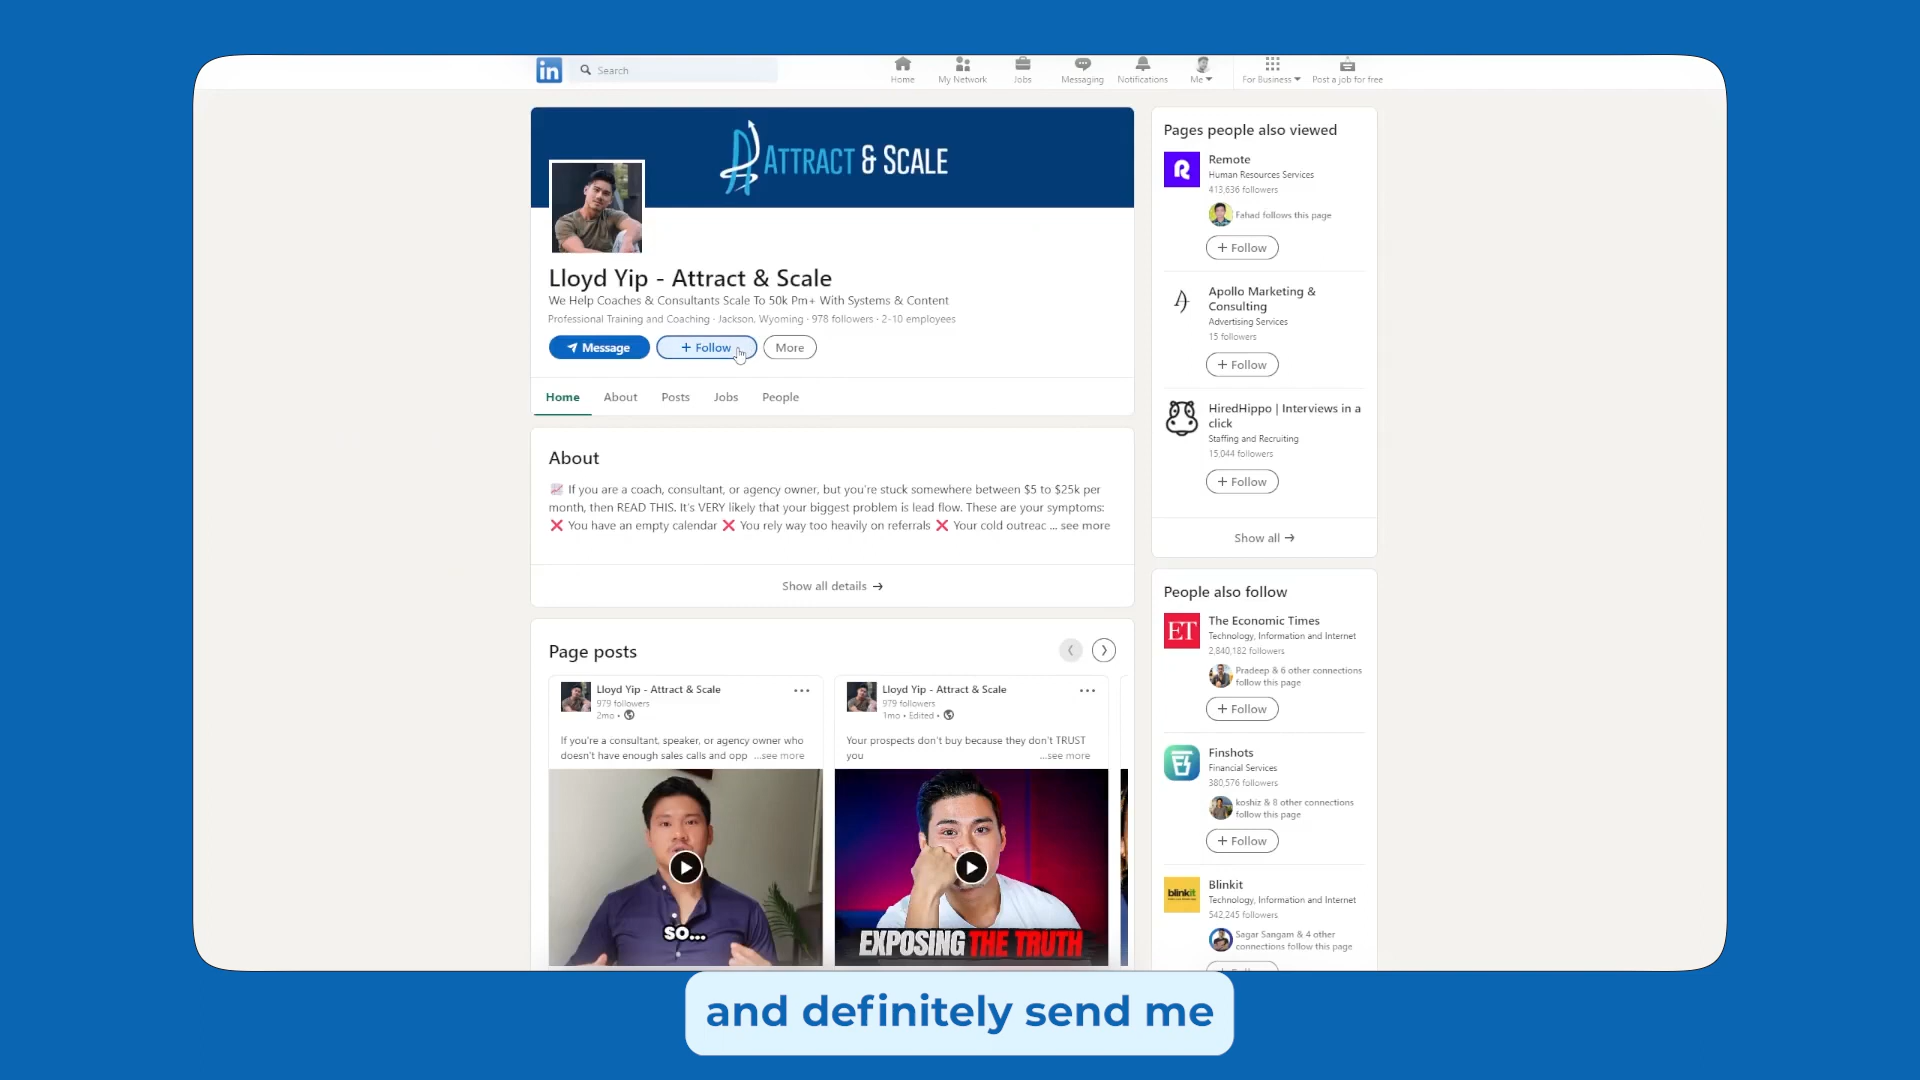 in
Search
Home
My Network
Jobs
Messaging
Notifications
Me
For Business
Post a job for free
ATTRACT & SCALE
Lloyd Yip - Attract & Scale
We Help Coaches & Consultants Scale To 50k Pm+ With Systems & Content
Professional Training and Coaching · Jackson, Wyoming · 978 followers · 2-10 employees
Message
+ Follow
More
Home
About
Posts
Jobs
People
About
📈 If you are a coach, consultant, or agency owner, but you're stuck somewhere between $5 to $25k per
month, then READ THIS. It's VERY likely that your biggest problem is lead flow. These are your symptoms:
❌ You have an empty calendar ❌ You rely way too heavily on referrals ❌ Your cold outreac ... see more
Show all details →
Page posts
Lloyd Yip - Attract & Scale
979 followers
2mo •
If you're a consultant, speaker, or agency owner who
doesn't have enough sales calls and opp ...see more
SO...
Lloyd Yip - Attract & Scale
979 followers
1mo • Edited •
Your prospects don't buy because they don't TRUST
you ...see more
EXPOSING THE TRUTH
Pages people also viewed
R
Remote
Human Resources Services
413,636 followers
Fahad follows this page
+ Follow
Apollo Marketing &
Consulting
Advertising Services
15 followers
+ Follow
HiredHippo | Interviews in a
click
Staffing and Recruiting
15,044 followers
+ Follow
Show all →
People also follow
ET
The Economic Times
Technology, Information and Internet
2,840,182 followers
Pradeep & 6 other connections
follow this page
+ Follow
Finshots
Financial Services
380,576 followers
koshiz & 8 other connections
follow this page
+ Follow
blinkit
Blinkit
Technology, Information and Internet
542,245 followers
Sagar Sangam & 4 other
connections follow this page
and definitely send me